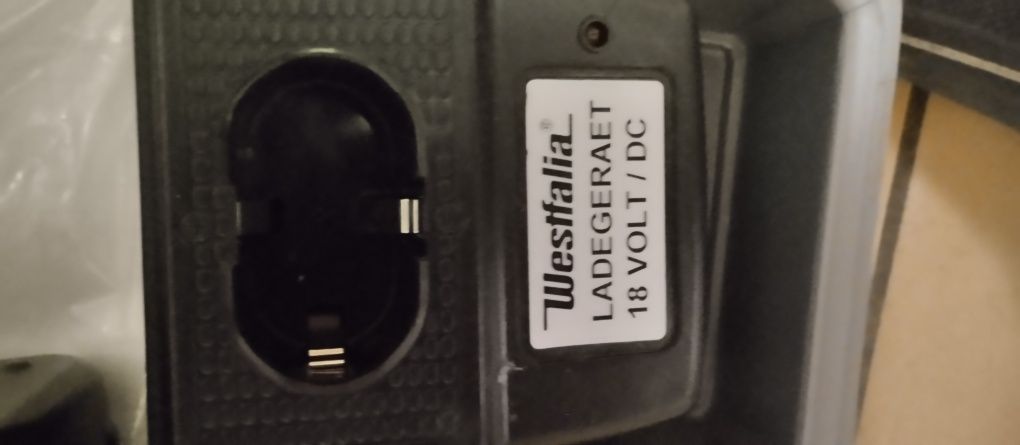 Westfalia®
LADEGERAET
18 VOLT / DC